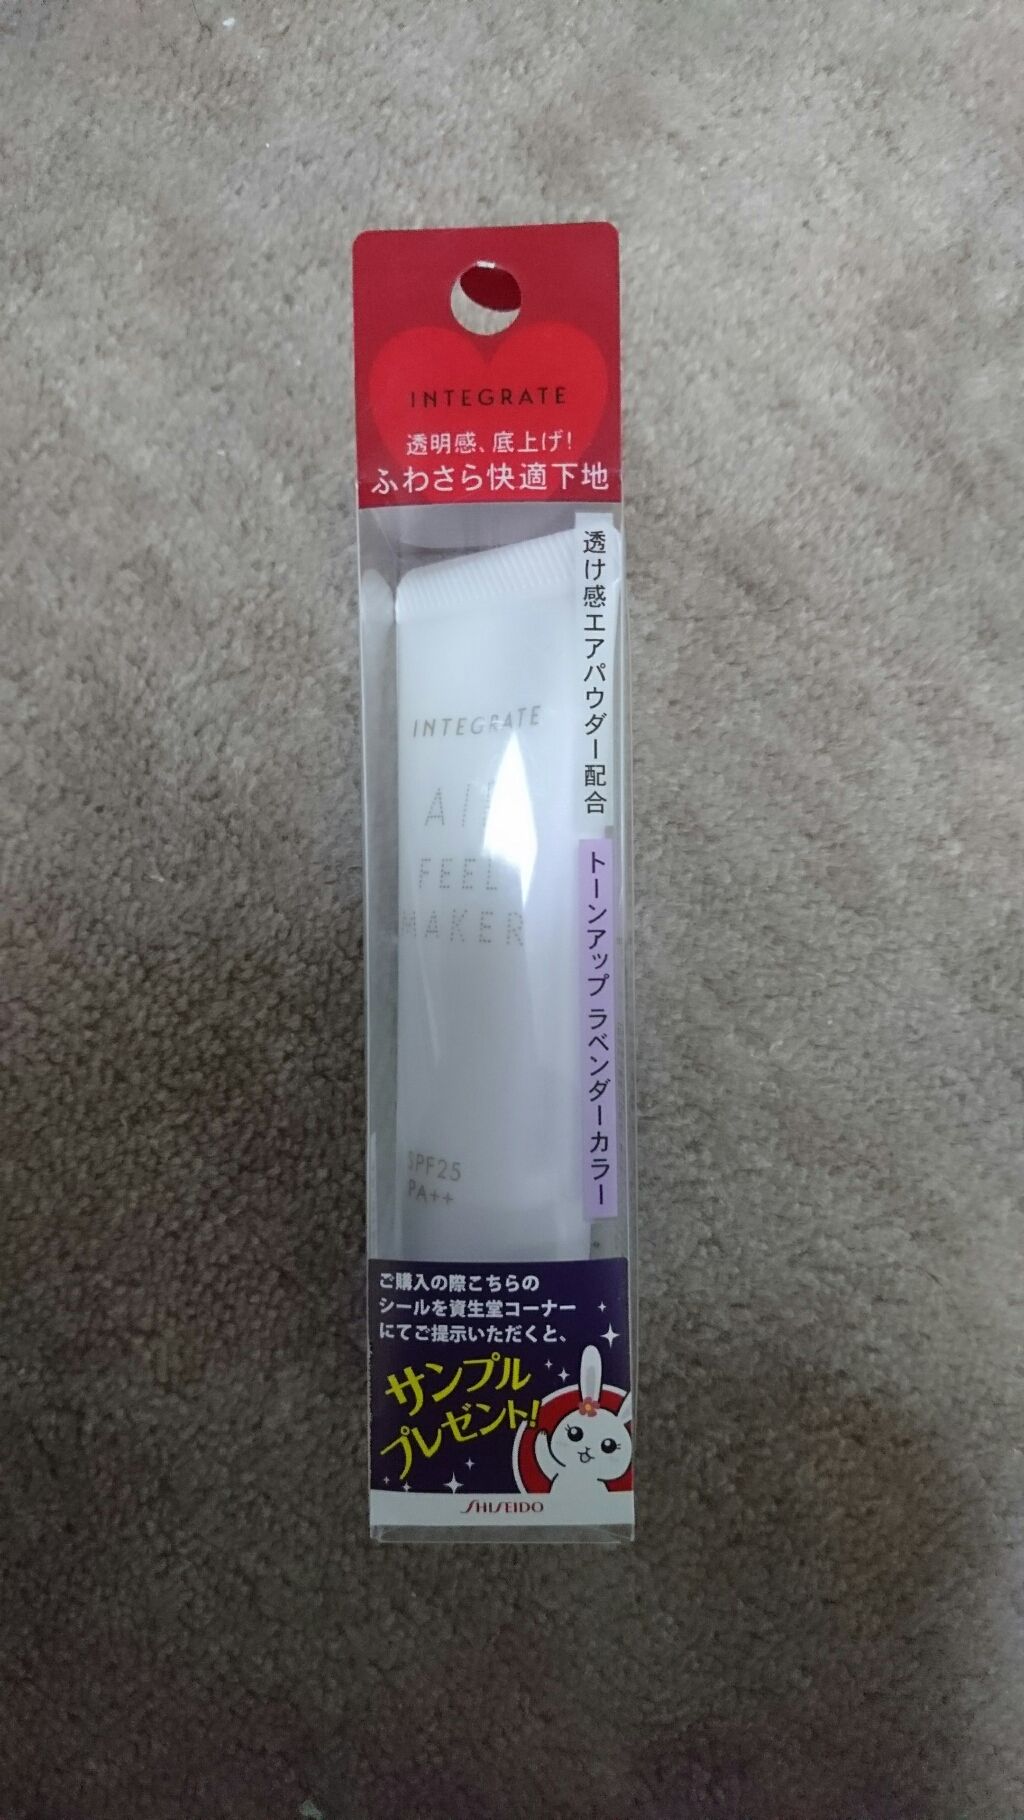 INTEGRATE
透明感、底上げ!
ふわさら快適下地
透け感エアパウダー配合
トーンアップ ラベンダーカラー
INTEGRATE
FEEL
MAKER
SPF25
PA++
ご購入の際こちらの
シールを資生堂コーナー
にてご提示いただくと、
サンプル
プレゼント!
SHISEIDO